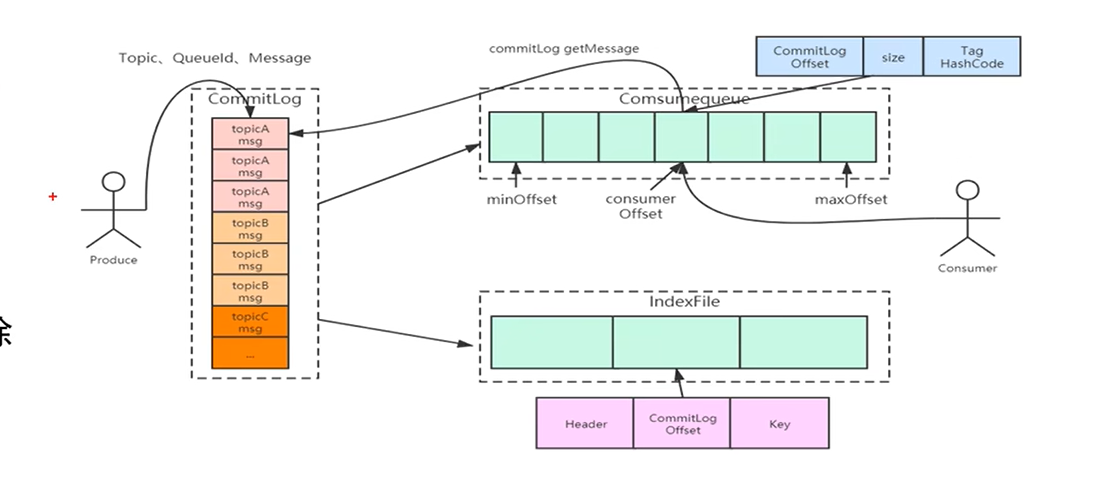 commitLog getMessage
Topic、QueueId、Message
CommitLog
Offset
size
Tag
HashCode
CommitLog
Comsumequeue
topicA
msg
topicA
msg
topicA
msg
topicB
msg
topicB
msg
topicB
msg
topicC
msg
...
minOffset
consumer
Offset
maxOffset
Produce
Consumer
IndexFile
Header
CommitLog
Offset
Key